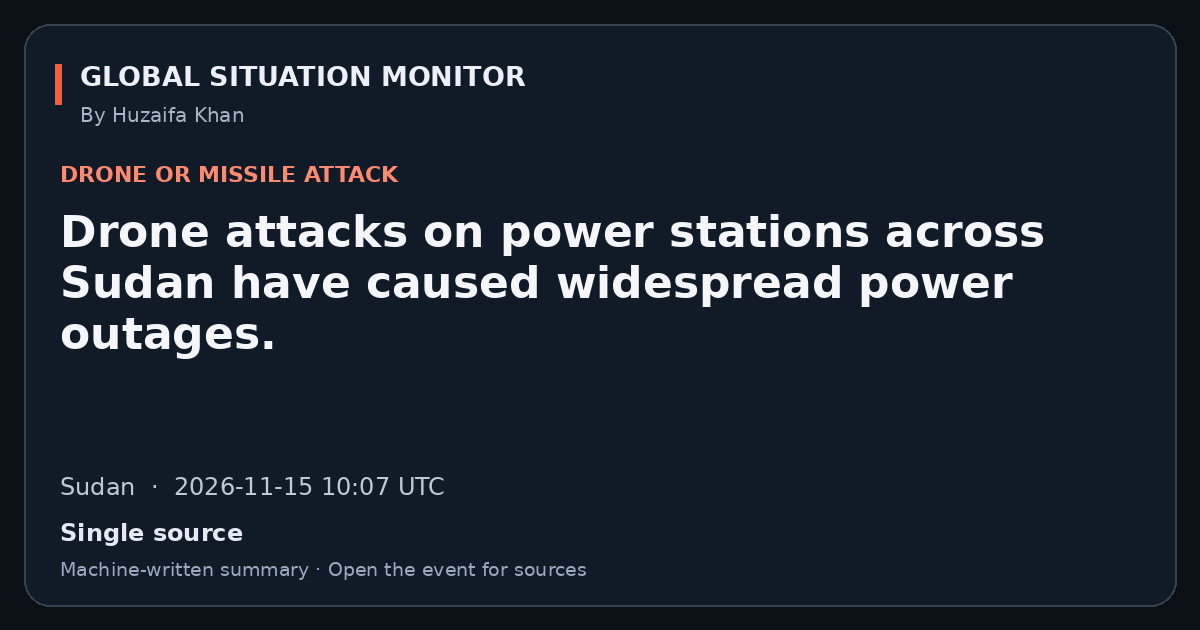 GLOBAL SITUATION MONITOR
By Huzaifa Khan
DRONE OR MISSILE ATTACK
Drone attacks on power stations across
Sudan have caused widespread power
outages.
Sudan · 2026-11-15 10:07 UTC
Single source
Machine-written summary · Open the event for sources